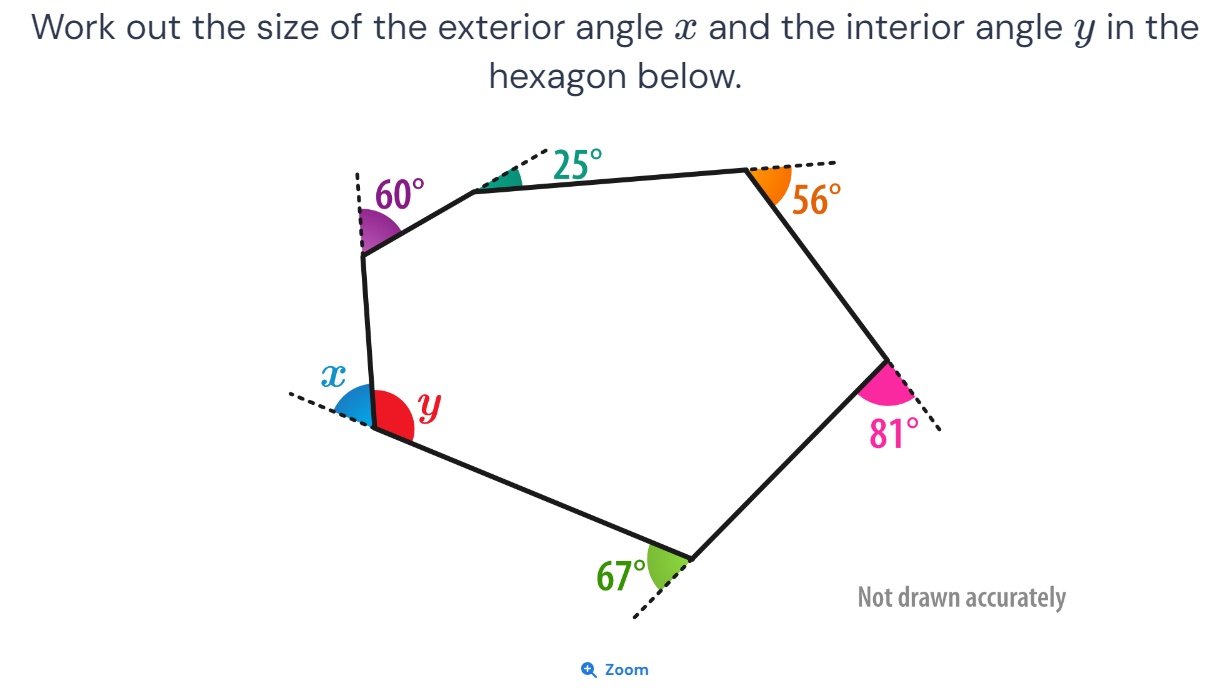 Work out the size of the exterior angle x and the interior angle y in the
hexagon below.
25°
60°
56°
x
y
81°
67°
Not drawn accurately
Zoom